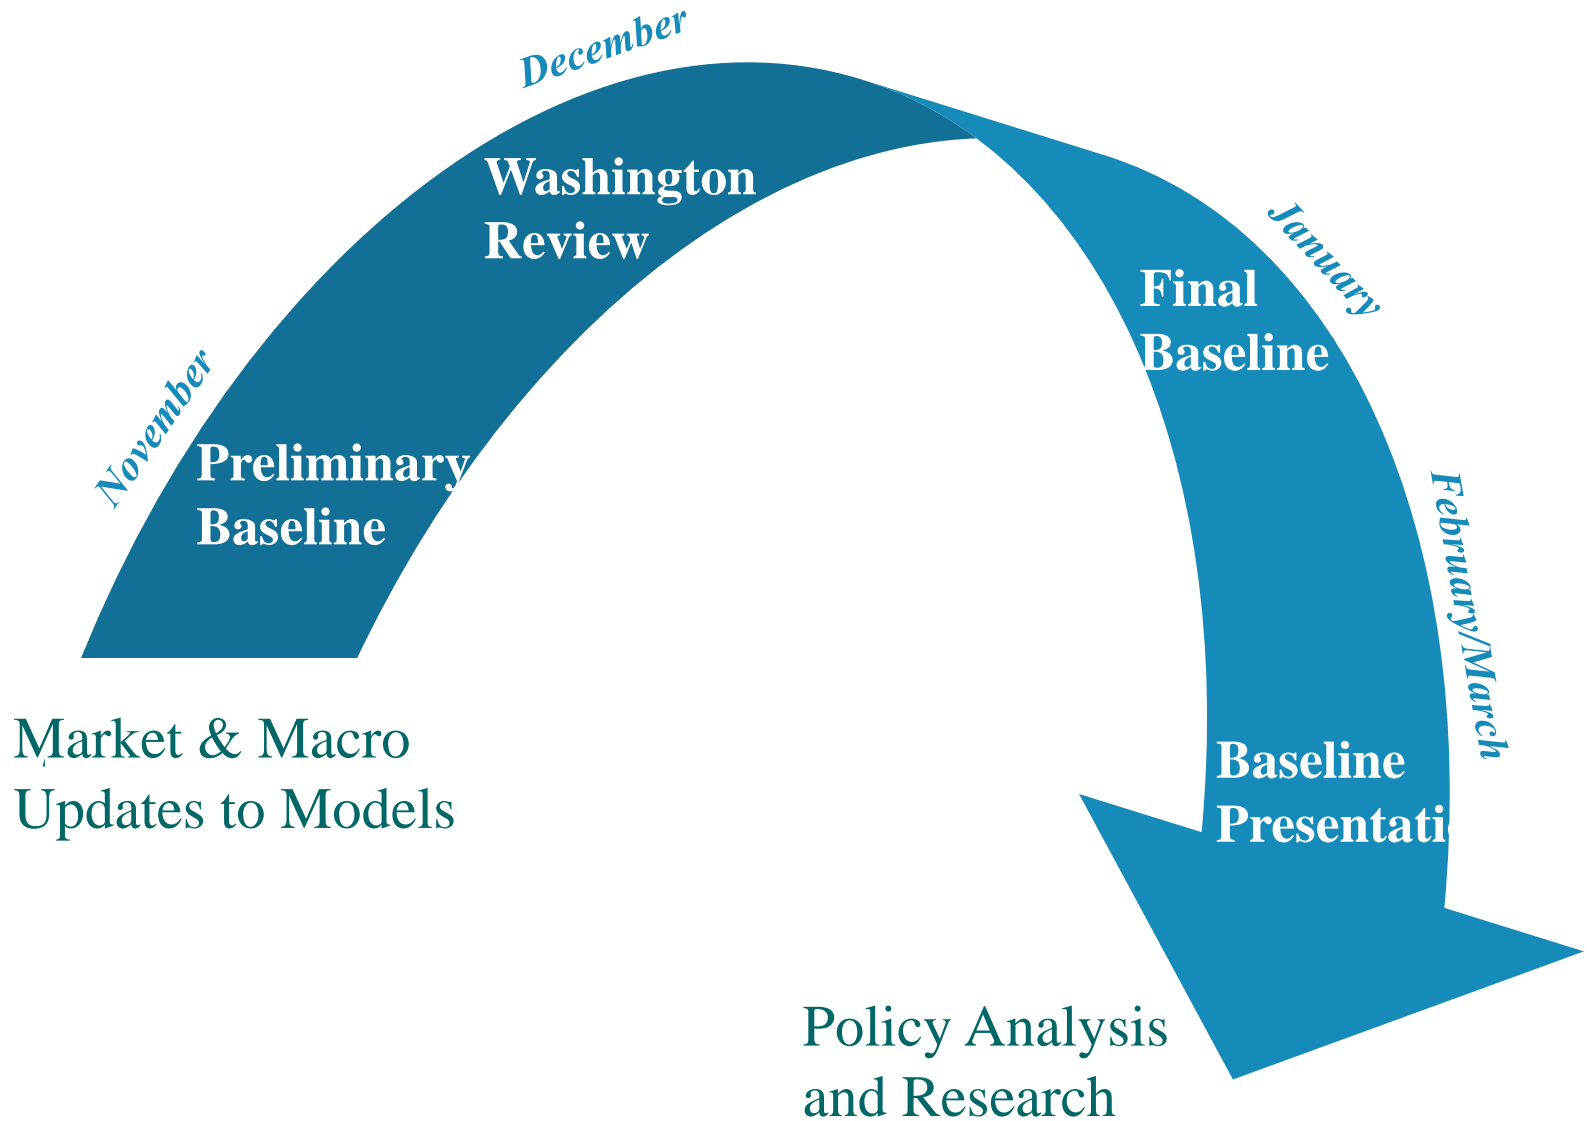 December
Washington
Review
January
Final
Baseline
November
Preliminary
Baseline
February/March
Market & Macro
Updates to Models
Baseline
Presentati
Policy Analysis
and Research